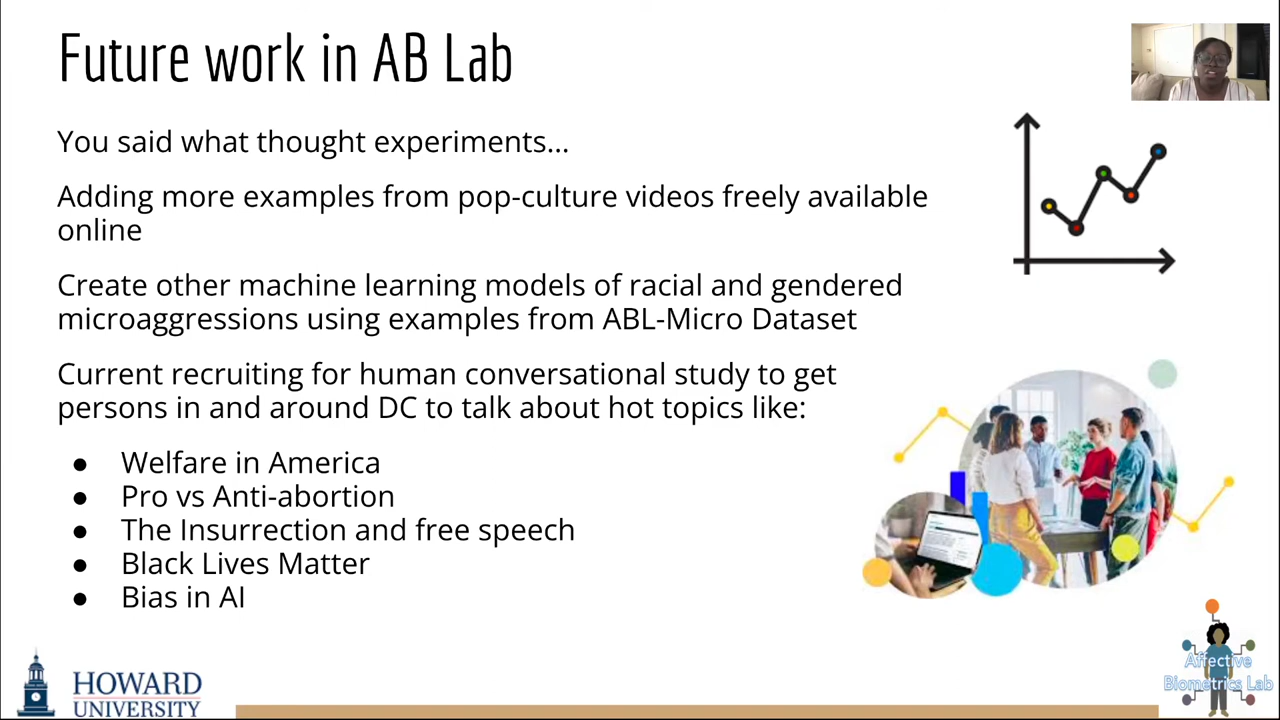 Future work in AB Lab
You said what thought experiments...
Adding more examples from pop-culture videos freely available
online
Create other machine learning models of racial and gendered
microaggressions using examples from ABL-Micro Dataset
Current recruiting for human conversational study to get
persons in and around DC to talk about hot topics like:
● Welfare in America
● Pro vs Anti-abortion
● The Insurrection and free speech
● Black Lives Matter
● Bias in AI
HOWARD
UNIVERSITY
Affective
Biometrics Lab